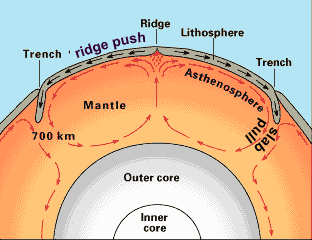 Ridge
Lithosphere
' ridge push
Trench
Trench
Asthenosphere
Mantle
slab
pull
700 km
Outer core
Inner
core